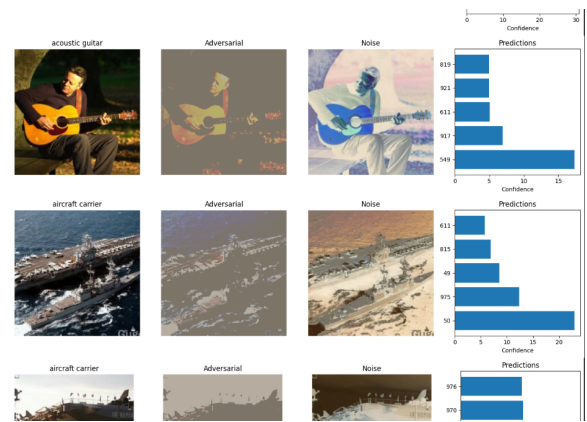 0 10 20 30
Confidence
acoustic guitar Adversarial Noise Predictions
819
921
611
917
549
0 5 10 15
Confidence
aircraft carrier Adversarial Noise Predictions
611
815
49
975
50
0 5 10 15 20
Confidence
aircraft carrier Adversarial Noise Predictions
976
970